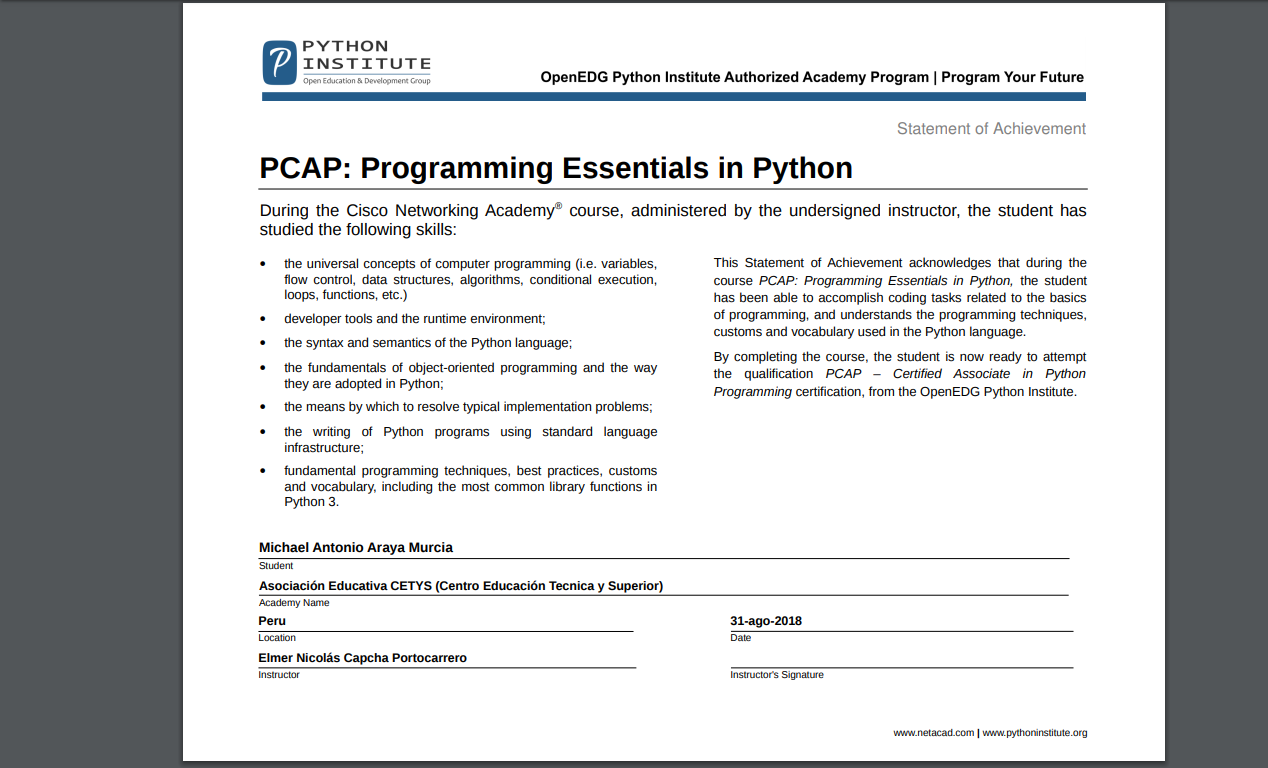 PYTHON
INSTITUTE
Open Education & Development Group
OpenEDG Python Institute Authorized Academy Program | Program Your Future
Statement of Achievement
PCAP: Programming Essentials in Python
During the Cisco Networking Academy® course, administered by the undersigned instructor, the student has
studied the following skills:
• the universal concepts of computer programming (i.e. variables,
flow control, data structures, algorithms, conditional execution,
loops, functions, etc.)
• developer tools and the runtime environment;
• the syntax and semantics of the Python language;
• the fundamentals of object-oriented programming and the way
they are adopted in Python;
• the means by which to resolve typical implementation problems;
• the writing of Python programs using standard language
infrastructure;
• fundamental programming techniques, best practices, customs
and vocabulary, including the most common library functions in
Python 3.
This Statement of Achievement acknowledges that during the
course PCAP: Programming Essentials in Python, the student
has been able to accomplish coding tasks related to the basics
of programming, and understands the programming techniques,
customs and vocabulary used in the Python language.
By completing the course, the student is now ready to attempt
the qualification PCAP – Certified Associate in Python
Programming certification, from the OpenEDG Python Institute.
Michael Antonio Araya Murcia
Student
Asociación Educativa CETYS (Centro Educación Tecnica y Superior)
Academy Name
Peru
Location
31-ago-2018
Date
Elmer Nicolás Capcha Portocarrero
Instructor
Instructor's Signature
www.netacad.com | www.pythoninstitute.org